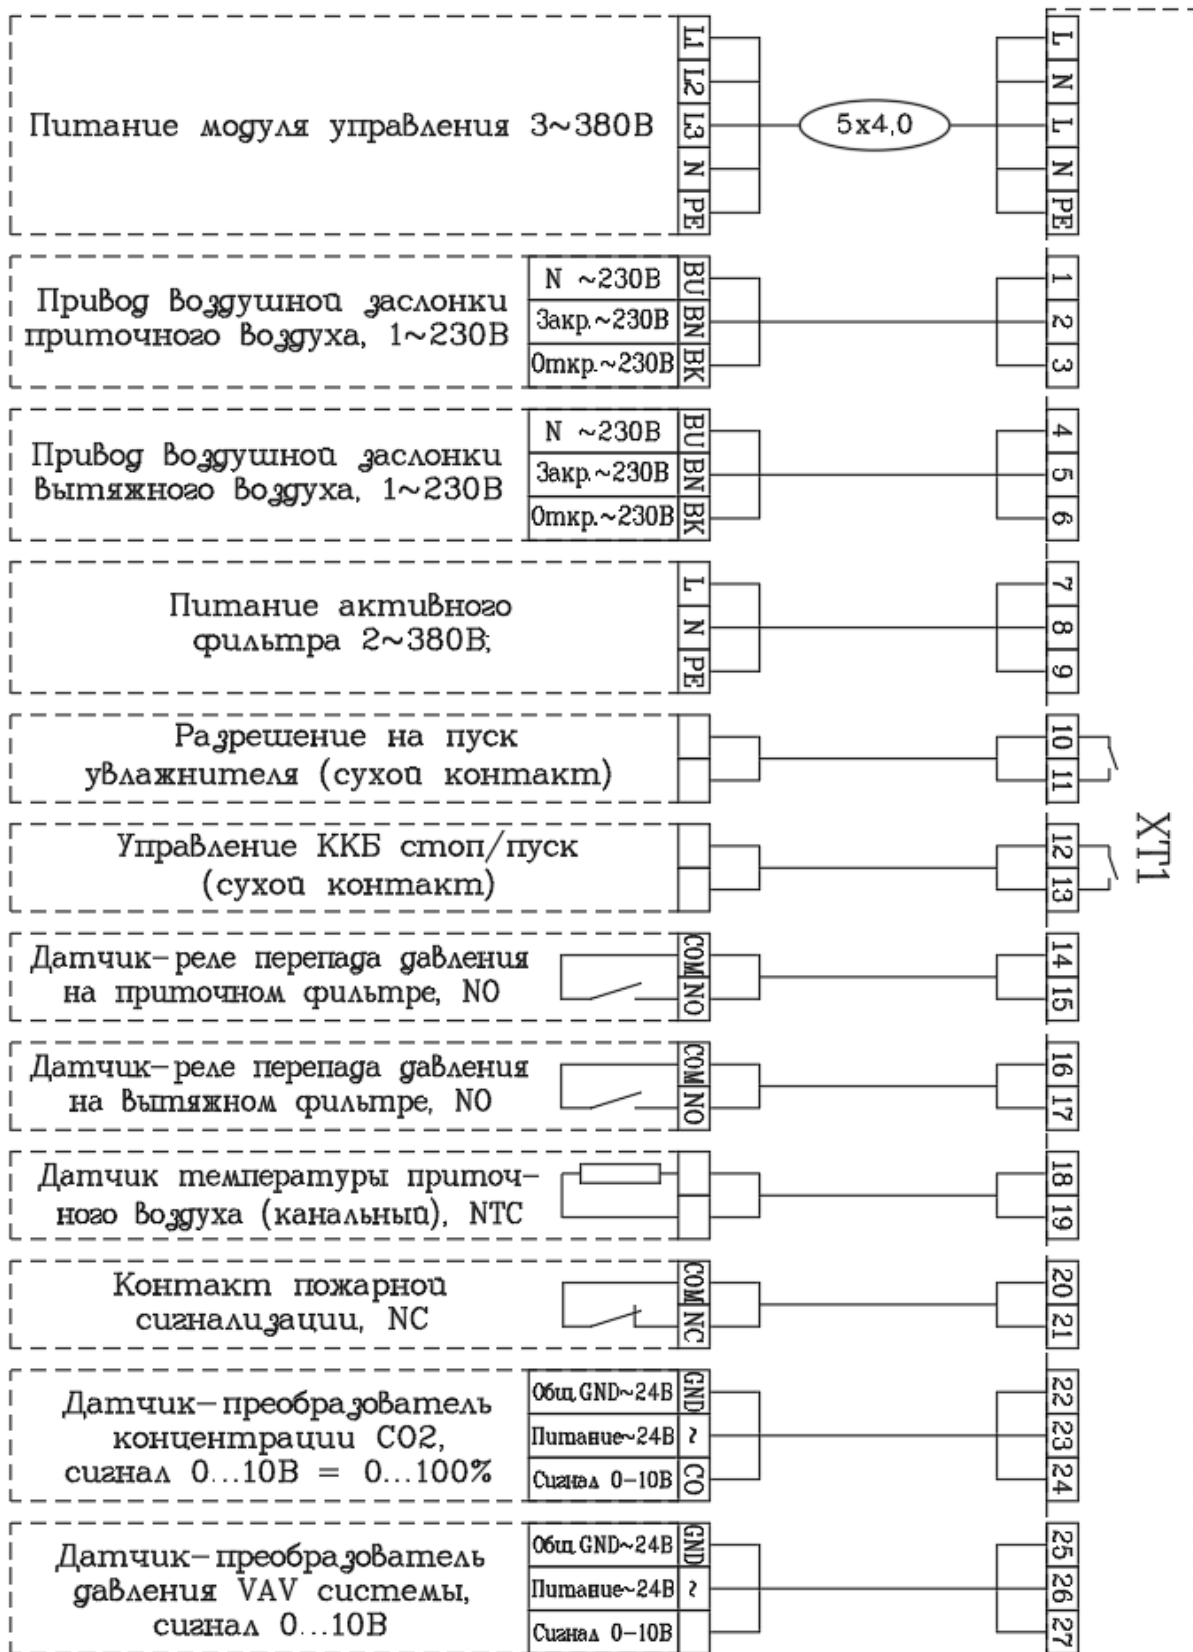 Питание модуля управления 3~380В
L1
L2
L3
N
PE
5x4,0
L
N
L
N
PE
Привод воздушной заслонки
приточного воздуха, 1~230В
N ~230В
Закр.~230В
Откр.~230В
BU
BN
BK
1
2
3
Привод воздушной заслонки
вытяжного воздуха, 1~230В
N ~230В
Закр.~230В
Откр.~230В
BU
BN
BK
4
5
6
Питание активного
фильтра 2~380В;
L
N
PE
7
8
9
Разрешение на пуск
увлажнителя (сухой контакт)
10
11
Управление ККБ стоп/пуск
(сухой контакт)
12
13
XT1
Датчик-реле перепада давления
на приточном фильтре, NO
COM
NO
14
15
Датчик-реле перепада давления
на вытяжном фильтре, NO
COM
NO
16
17
Датчик температуры приточ-
ного воздуха (канальный), NTC
18
19
Контакт пожарной
сигнализации, NC
COM
NC
20
21
Датчик-преобразователь
концентрации CO2,
сигнал 0...10В = 0...100%
Общ.GND~24В
Питание~24В
Сигнал 0-10В
GND
~
CO
22
23
24
Датчик-преобразователь
давления VAV системы,
сигнал 0...10В
Общ.GND~24В
Питание~24В
Сигнал 0-10В
GND
~
25
26
27